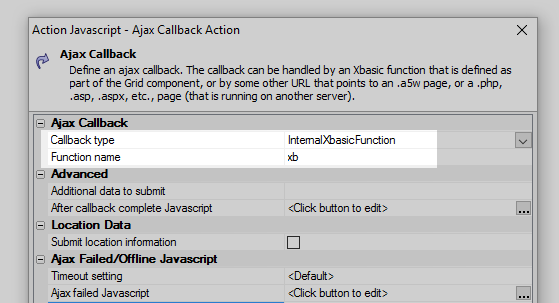 Action Javascript - Ajax Callback Action
Ajax Callback
Define an ajax callback. The callback can be handled by an Xbasic function that is defined as
part of the Grid component, or by some other URL that points to an .a5w page, or a .php,
.asp, .aspx, etc., page (that is running on another server).
Ajax Callback
Callback type InternalXbasicFunction
Function name xb
Advanced
Additional data to submit
After callback complete Javascript <Click button to edit> ...
Location Data
Submit location information
Ajax Failed/Offline Javascript
Timeout setting <Default>
Ajax failed Javascript <Click button to edit> ...